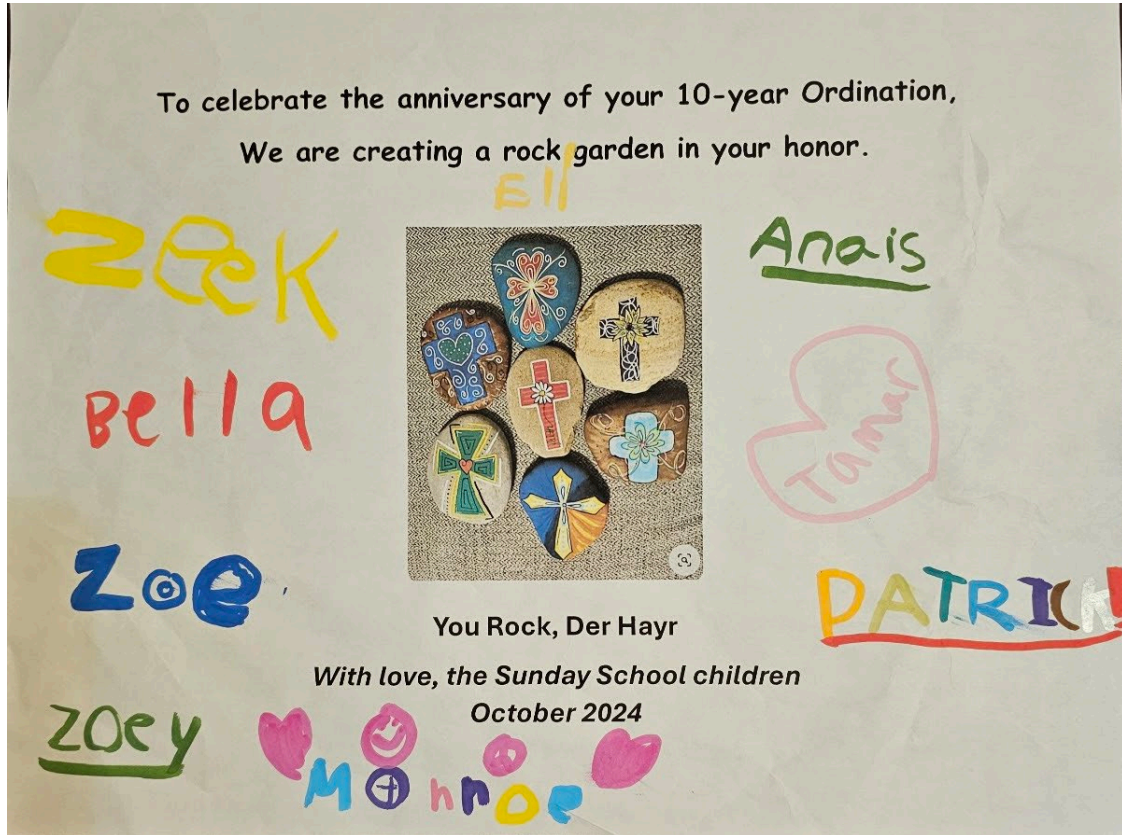 To celebrate the anniversary of your 10-year Ordination,
We are creating a rock garden in your honor.
Ell
Zeek
Anais
Bella
Tamar
Zoe
PATRICK!
You Rock, Der Hayr
With love, the Sunday School children
October 2024
Zoey
Monnroe